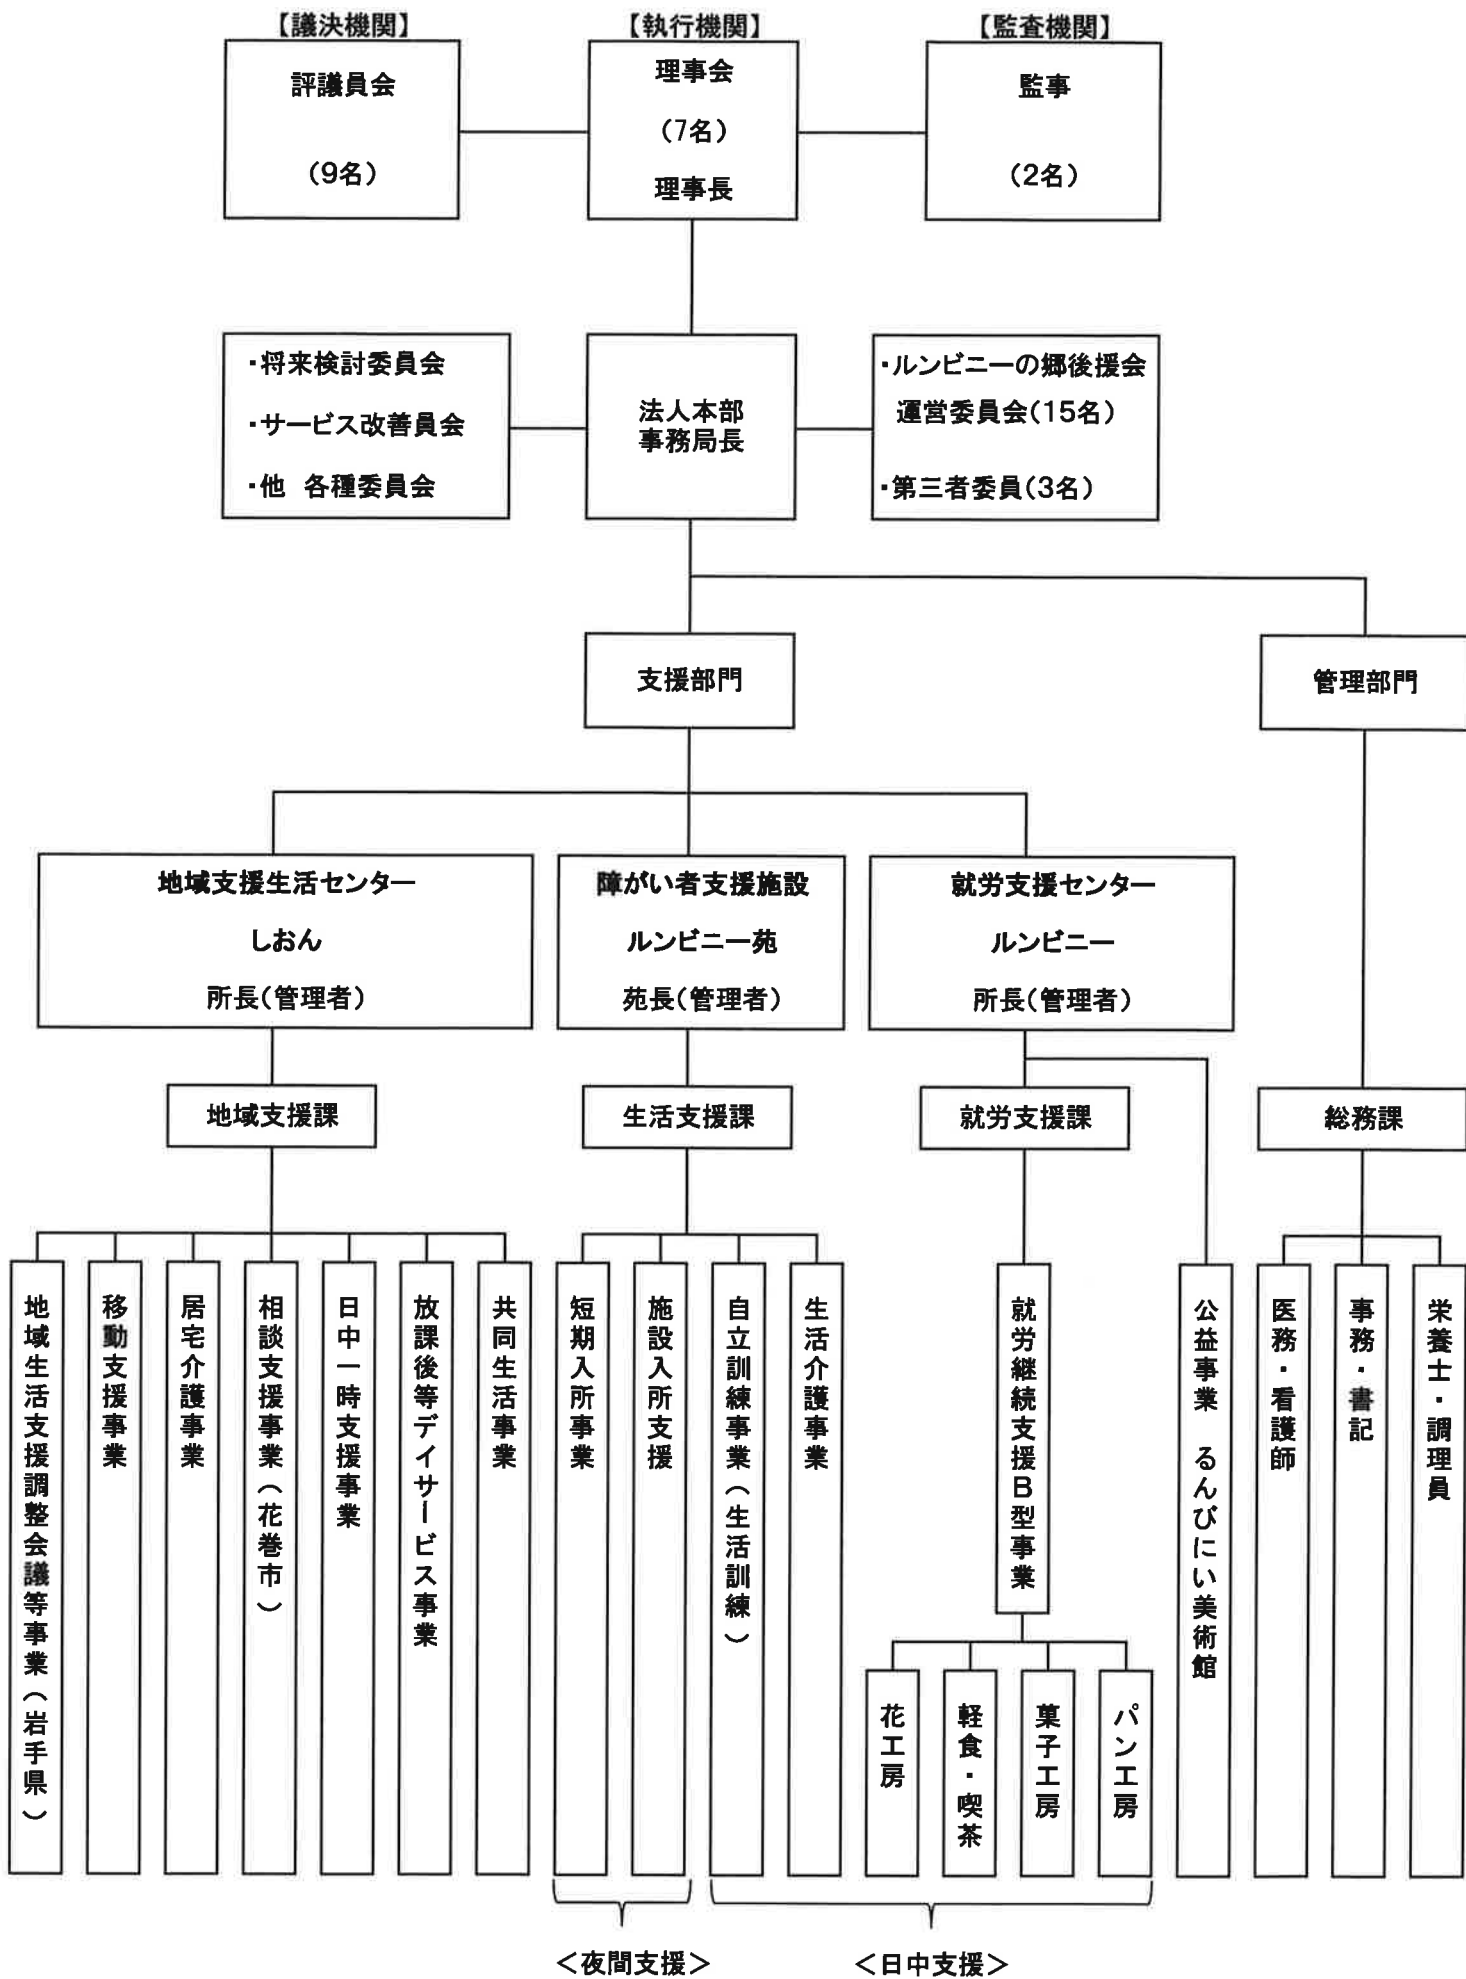 【議決機関】
評議員会
（9名）
【執行機関】
理事会
（7名）
理事長
【監査機関】
監事
（2名）
・将来検討委員会
・サービス改善員会
・他　各種委員会
法人本部
事務局長
・ルンビニーの郷後援会
運営委員会（15名）
・第三者委員（3名）
支援部門
管理部門
地域支援生活センター
しおん
所長（管理者）
障がい者支援施設
ルンビニー苑
苑長（管理者）
就労支援センター
ルンビニー
所長（管理者）
地域支援課
生活支援課
就労支援課
総務課
地域生活支援調整会議等事業（岩手県）
移動支援事業
居宅介護事業
相談支援事業（花巻市）
日中一時支援事業
放課後等デイサービス事業
共同生活事業
短期入所事業
施設入所支援
自立訓練事業（生活訓練）
生活介護事業
就労継続支援B型事業
花工房
軽食・喫茶
菓子工房
パン工房
公益事業　るんびにい美術館
医務・看護師
事務・書記
栄養士・調理員
＜夜間支援＞
＜日中支援＞